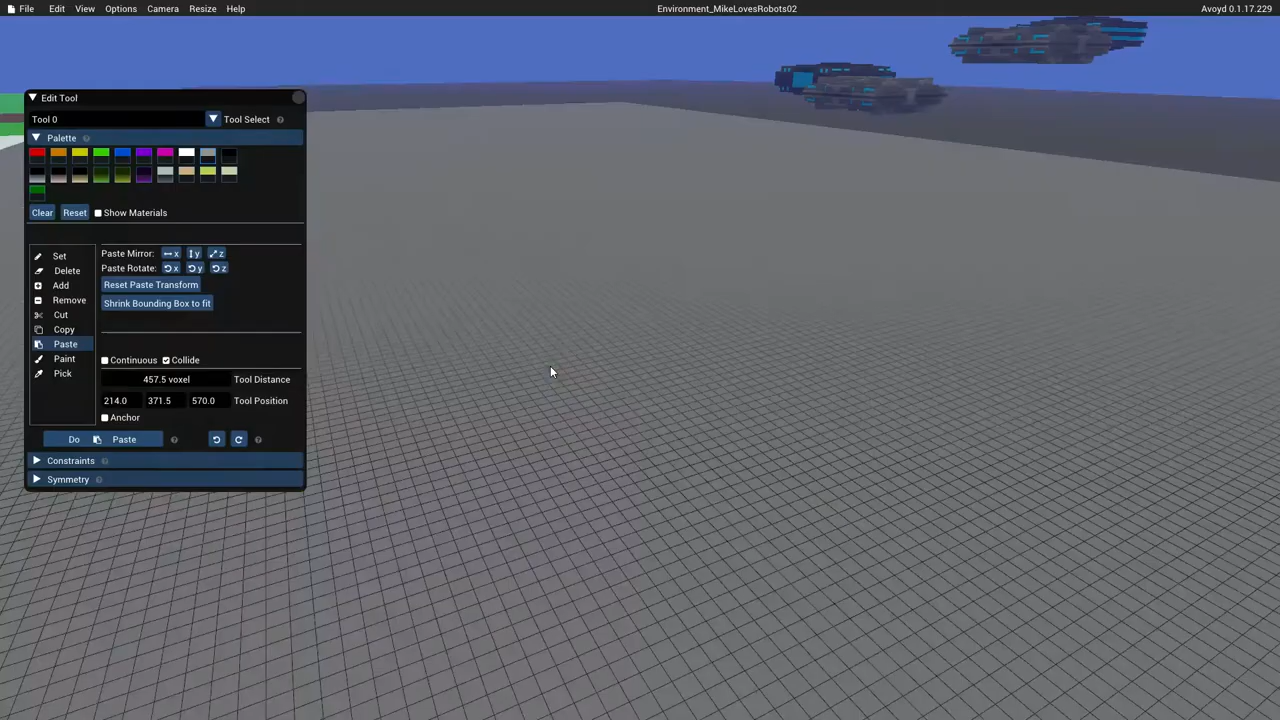 File Edit View Options Camera Resize Help Environment_MikeLovesRobots02 Avoyd 0.1.17.229
Edit Tool
Tool 0 Tool Select ?
Palette ?
Clear Reset Show Materials
Set
Delete
Add
Remove
Cut
Copy
Paste
Paint
Pick
Paste Mirror: x y z
Paste Rotate: x y z
Reset Paste Transform
Shrink Bounding Box to fit
Continuous Collide
457.5 voxel Tool Distance
214.0 371.5 570.0 Tool Position
Anchor
Do Paste ? ?
Constraints ?
Symmetry ?